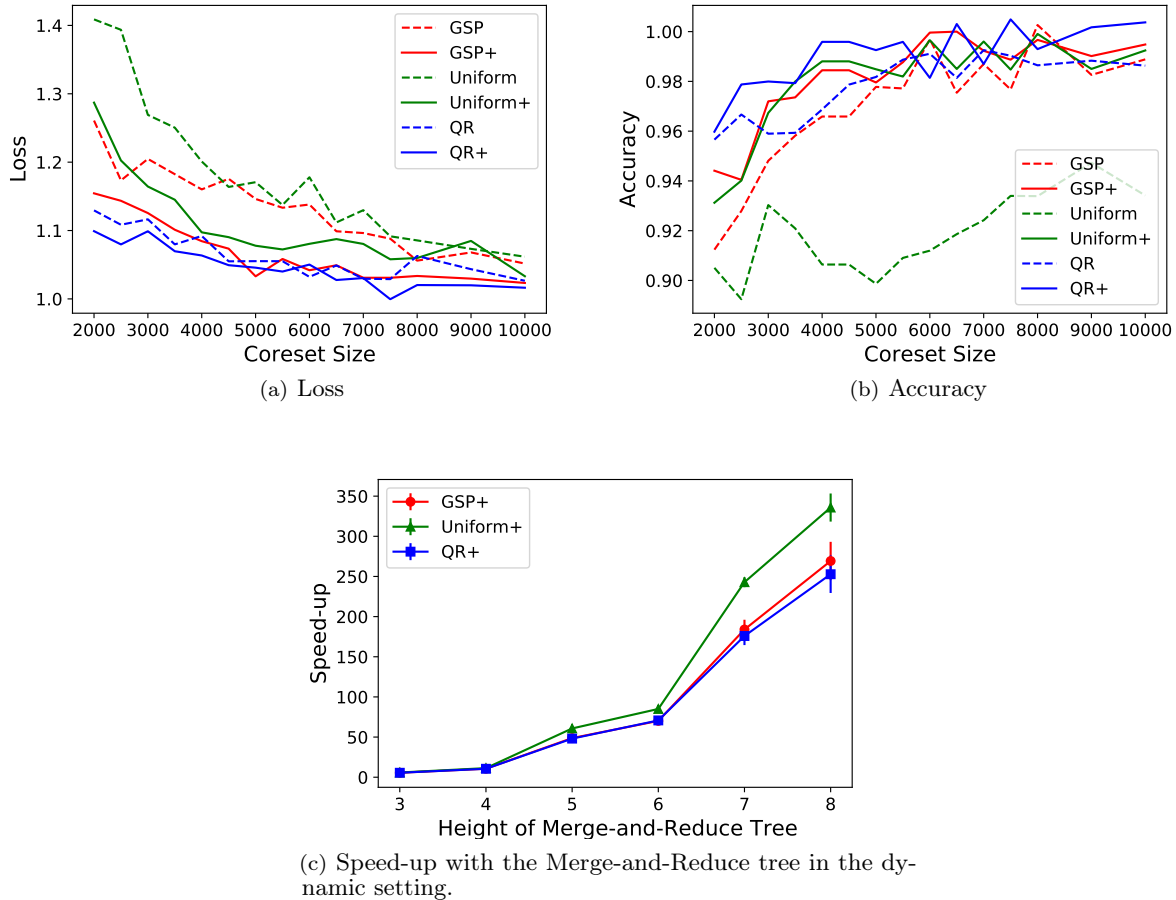 1.4
1.3
1.2
1.1
1.0
Loss
GSP
GSP+
Uniform
Uniform+
QR
QR+
2000 3000 4000 5000 6000 7000 8000 9000 10000
Coreset Size
(a) Loss
1.00
0.98
0.96
0.94
0.92
0.90
Accuracy
GSP
GSP+
Uniform
Uniform+
QR
QR+
2000 3000 4000 5000 6000 7000 8000 9000 10000
Coreset Size
(b) Accuracy
350
300
250
200
150
100
50
0
Speed-up
GSP+
Uniform+
QR+
3 4 5 6 7 8
Height of Merge-and-Reduce Tree
(c) Speed-up with the Merge-and-Reduce tree in the dy-
namic setting.